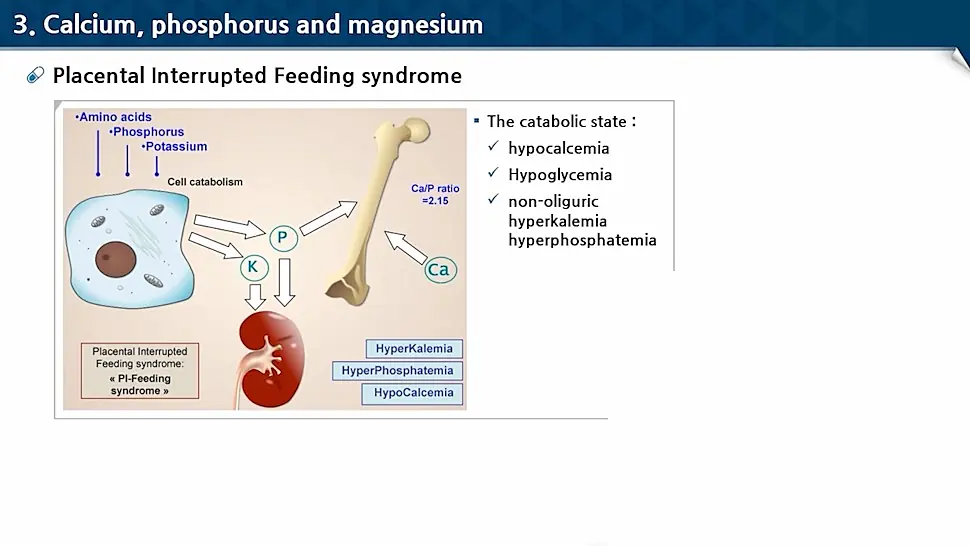 3. Calcium, phosphorus and magnesium
Placental Interrupted Feeding syndrome
•Amino acids
•Phosphorus
•Potassium
Cell catabolism
Ca/P ratio
=2.15
P
K
Ca
Placental Interrupted
Feeding syndrome:
« PI-Feeding
syndrome »
HyperKalemia
HyperPhosphatemia
HypoCalcemia
▪ The catabolic state :
✓ hypocalcemia
✓ Hypoglycemia
✓ non-oliguric
hyperkalemia
hyperphosphatemia